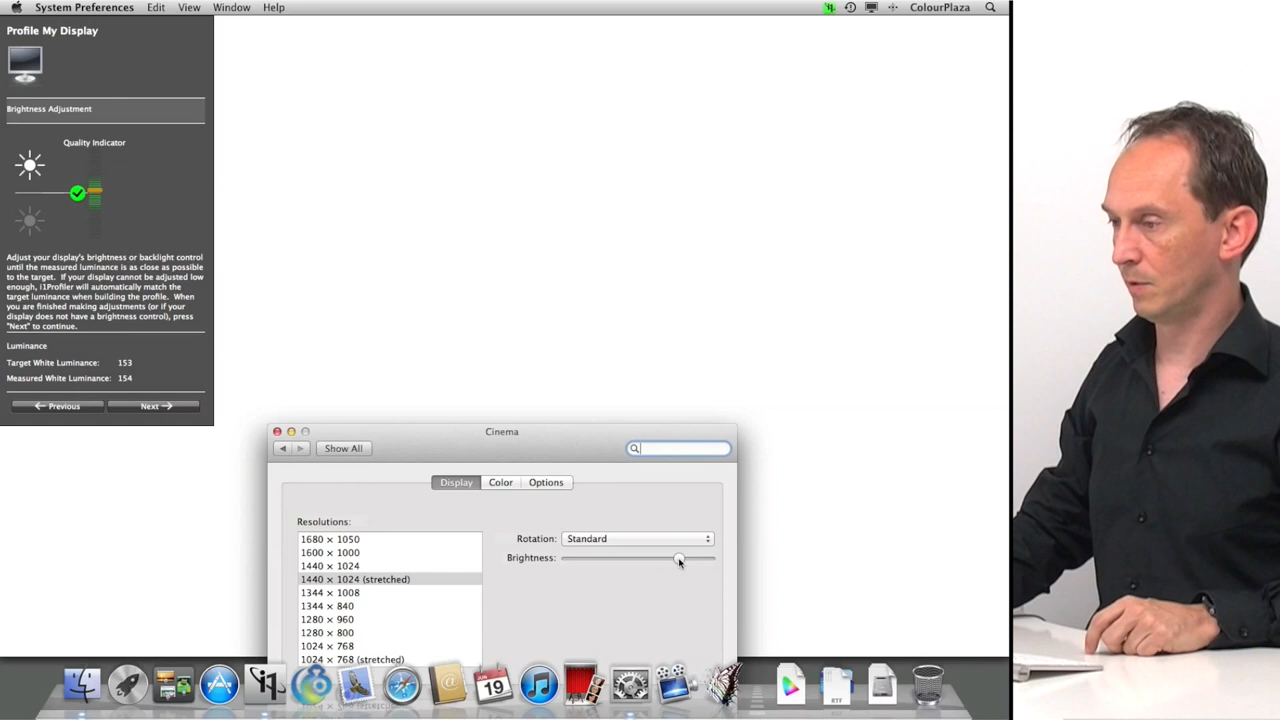 System Preferences Edit View Window Help ColourPlaza
Profile My Display
Brightness Adjustment
Quality Indicator
Adjust your display's brightness or backlight control
until the measured luminance is as close as possible
to the target. If your display cannot be adjusted low
enough, i1Profiler will automatically match the
target luminance when building the profile. When
you are finished making adjustments (or if your
display does not have a brightness control), press
"Next" to continue.
Luminance
Target White Luminance: 153
Measured White Luminance: 154
Previous Next
Cinema
Show All
Display Color Options
Resolutions:
1680 × 1050
1600 × 1000
1440 × 1024
1440 × 1024 (stretched)
1344 × 1008
1344 × 840
1280 × 960
1280 × 800
1024 × 768
1024 × 768 (stretched)
Rotation: Standard
Brightness:
JUN
19
RTF